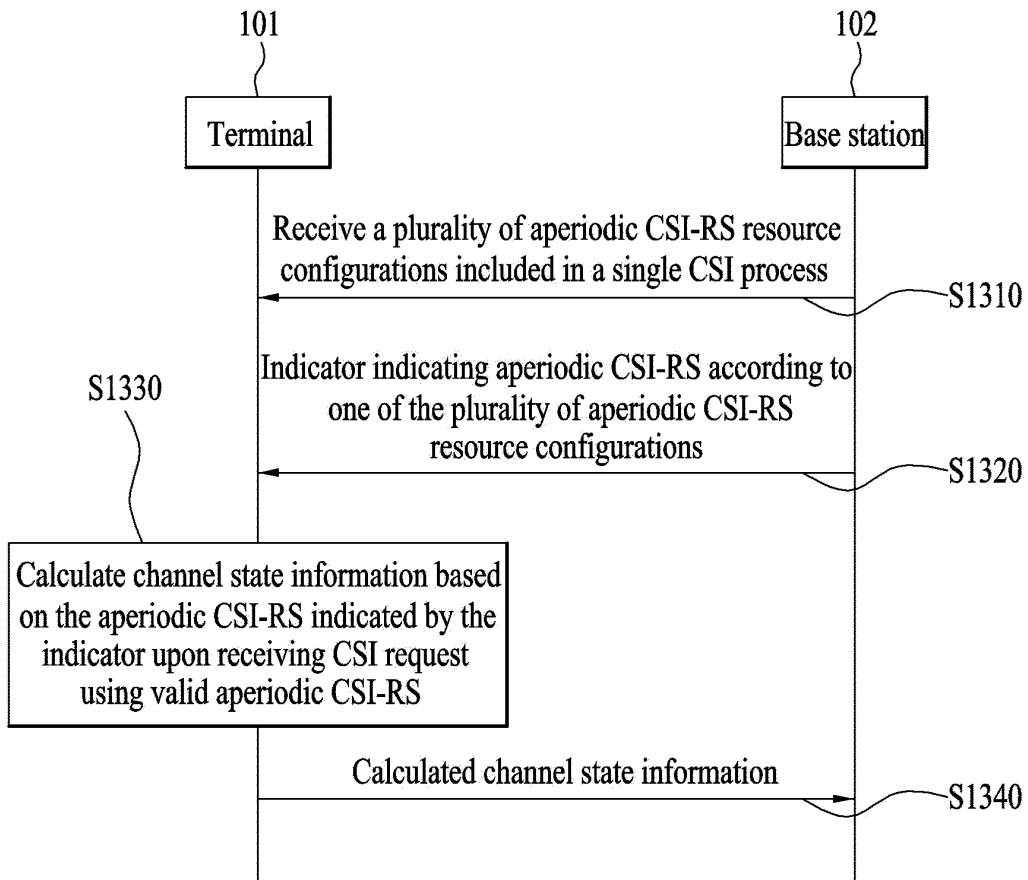 101
102
Terminal
Base station
Receive a plurality of aperiodic CSI-RS resource
configurations included in a single CSI process
S1310
Indicator indicating aperiodic CSI-RS according to
one of the plurality of aperiodic CSI-RS
resource configurations
S1320
S1330
Calculate channel state information based
on the aperiodic CSI-RS indicated by the
indicator upon receiving CSI request
using valid aperiodic CSI-RS
Calculated channel state information
S1340